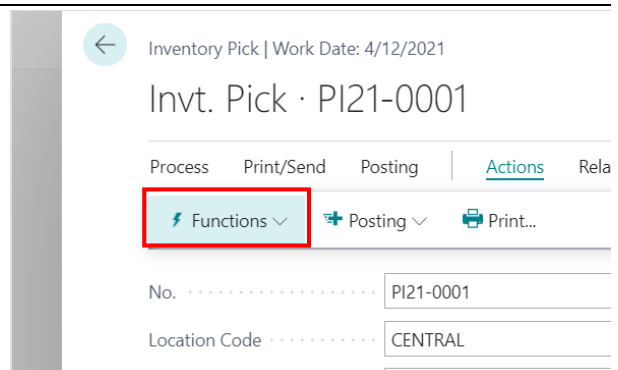 Inventory Pick | Work Date: 4/12/2021
Invt. Pick · PI21-0001
Process Print/Send Posting | Actions Rela
Functions Posting Print...
No. PI21-0001
Location Code CENTRAL